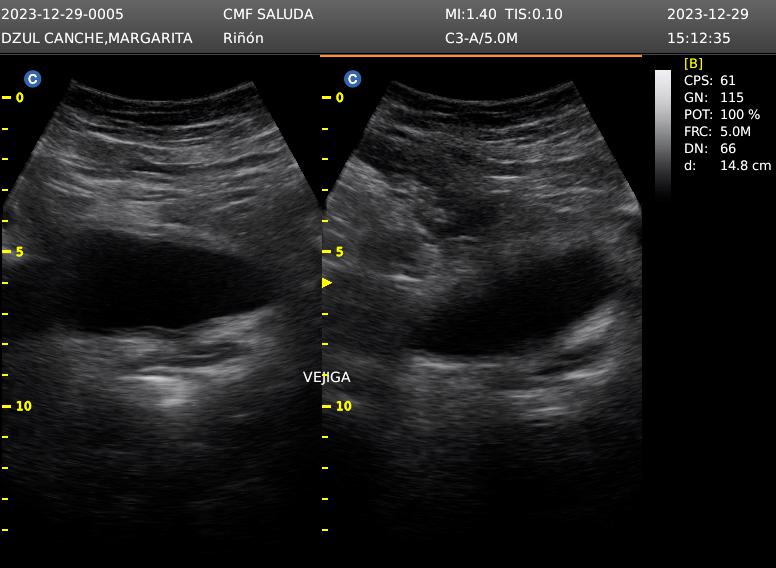 2023-12-29-0005 CMF SALUDA MI:1.40 TIS:0.10 2023-12-29
DZUL CANCHE,MARGARITA Riñón C3-A/5.0M 15:12:35
[B]
CPS: 61
GN: 115
POT: 100 %
FRC: 5.0M
DN: 66
d: 14.8 cm
C C
0 0
5 5
VEJIGA
10 10